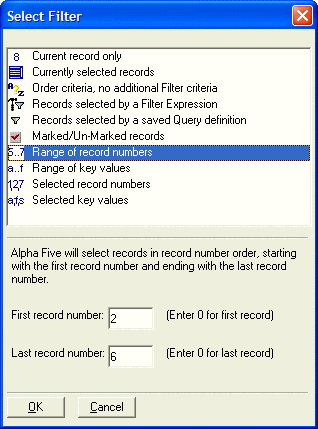 Select Filter
8 Current record only
Currently selected records
a..z Order criteria, no additional Filter criteria
Records selected by a Filter Expression
Records selected by a saved Query definition
Marked/Un-Marked records
5..7 Range of record numbers
a..f Range of key values
1,2,7 Selected record numbers
a,f,s Selected key values
Alpha Five will select records in record number order, starting
with the first record number and ending with the last record
number.
First record number: 2 (Enter 0 for first record)
Last record number: 6 (Enter 0 for last record)
OK Cancel